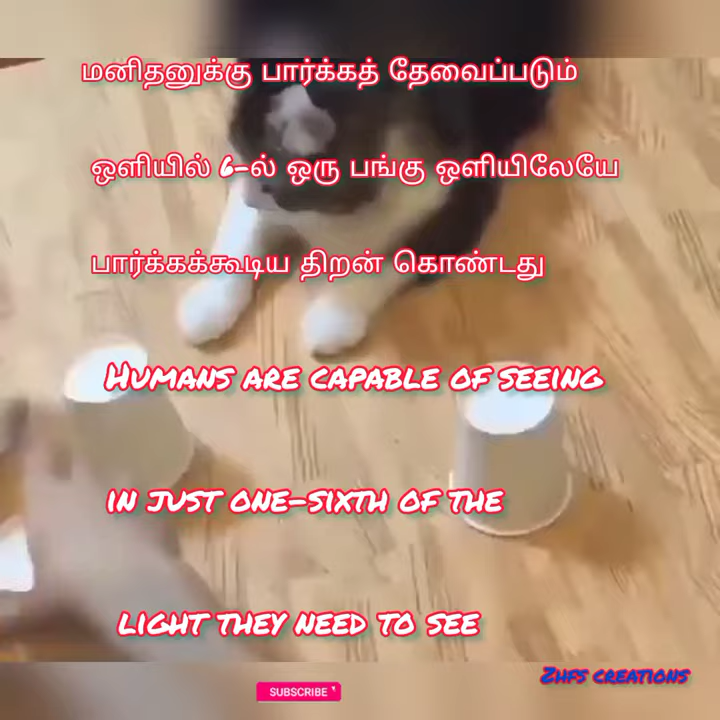 மனிதனுக்கு பார்க்கத் தேவைப்படும்
ஒளியில் 6-ல் ஒரு பங்கு ஒளியிலேயே
பார்க்கக்கூடிய திறன் கொண்டது
HUMANS ARE CAPABLE OF SEEING
IN JUST ONE-SIXTH OF THE
LIGHT THEY NEED TO SEE
ZHFS CREATIONS
SUBSCRIBE